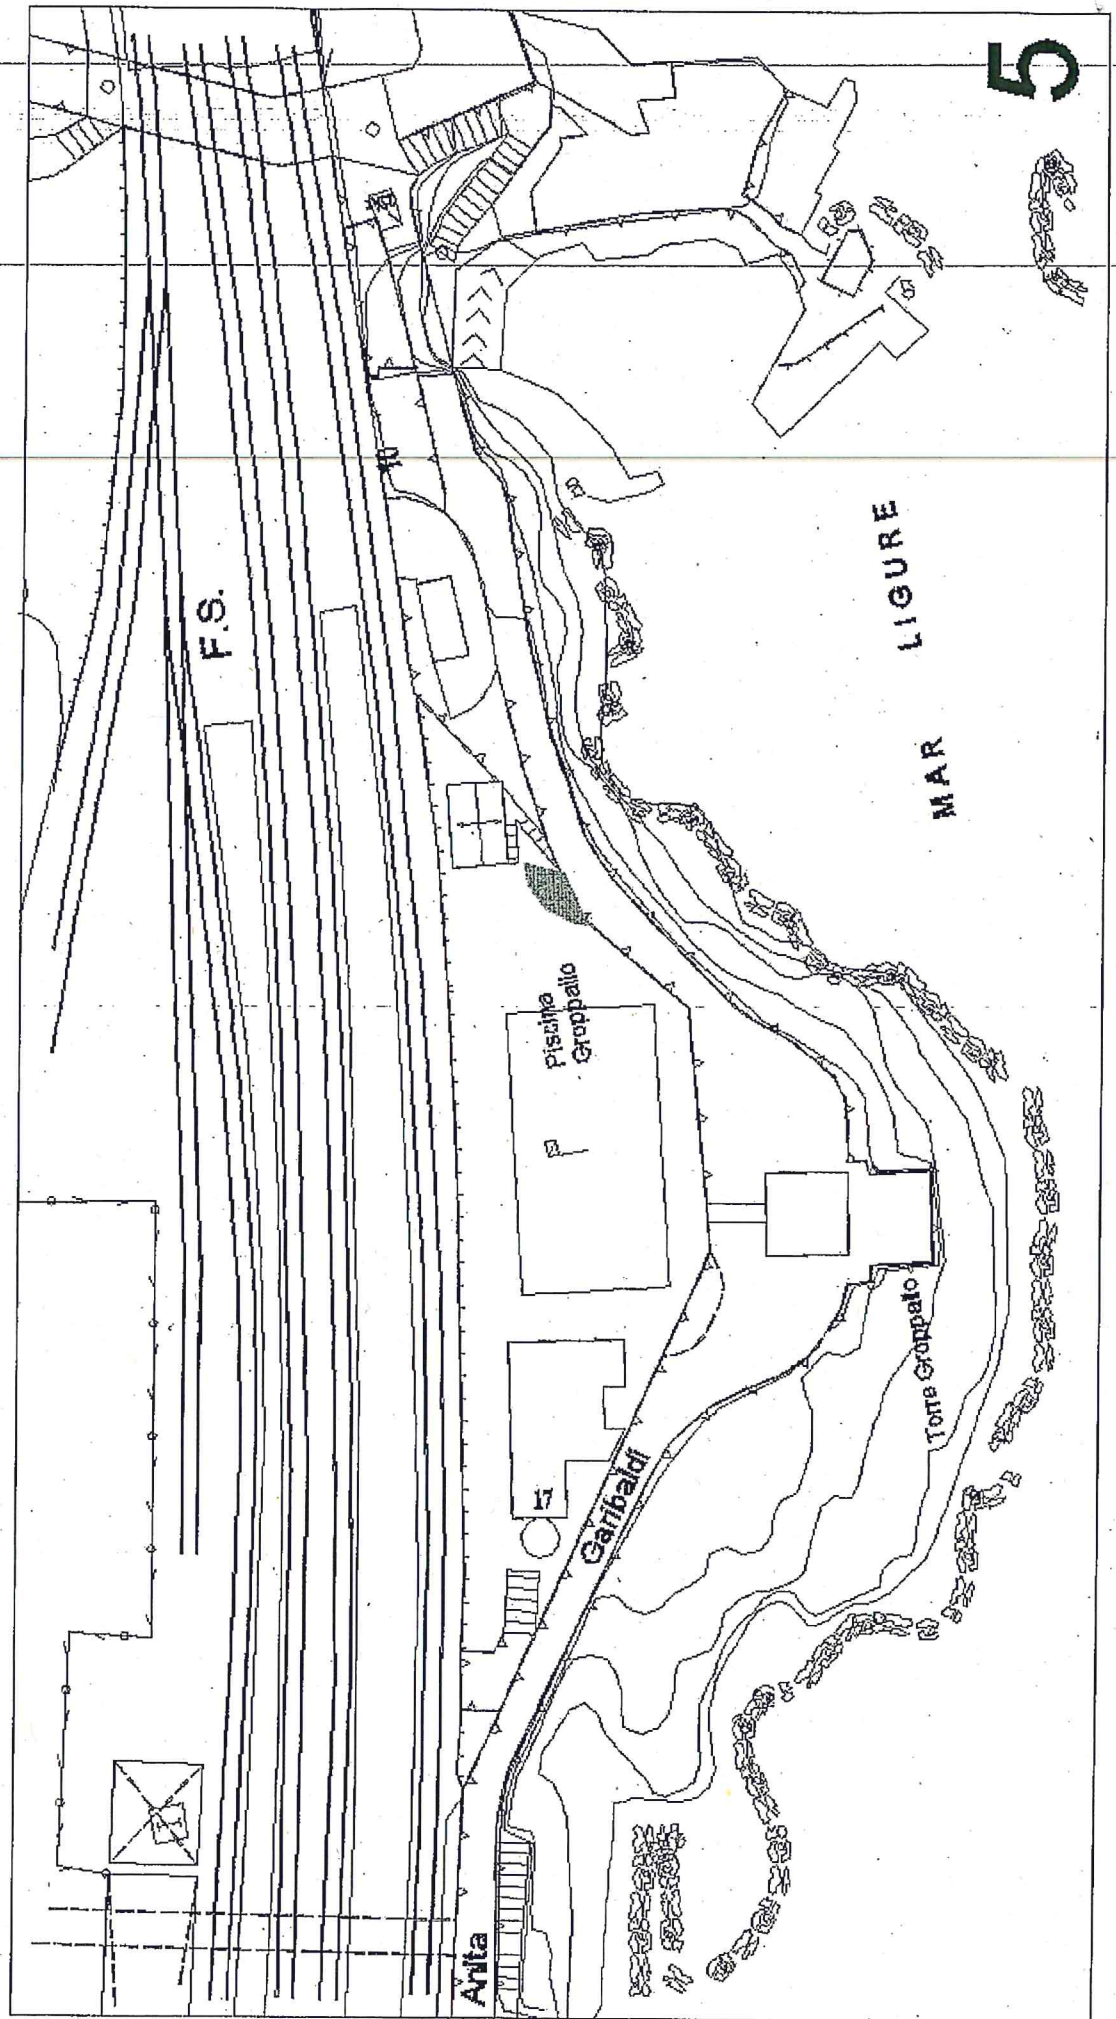 5
F.S.
10
MAR LIGURE
Piscina
Groppallo
Torre Groppallo
17
Garibaldi
Anita